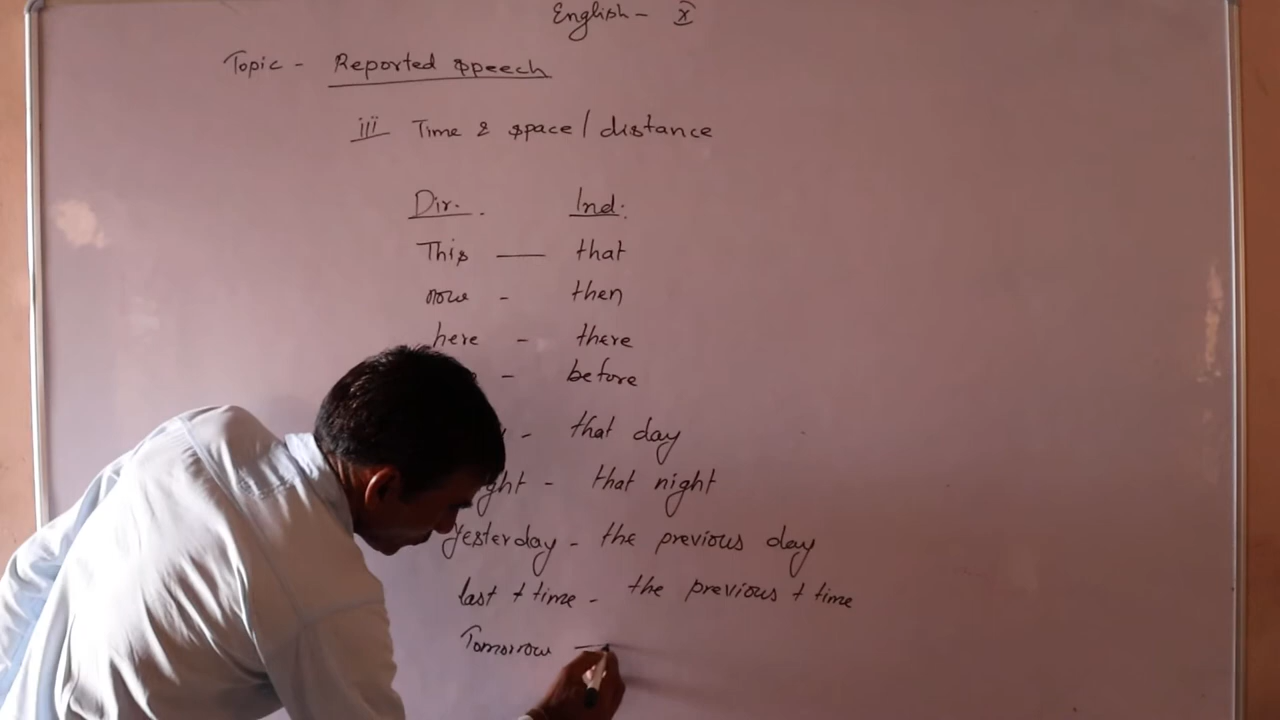 English - X
Topic - Reported speech
iii Time & space / distance
Dir. Ind.
This — that
now - then
here - there
- before
- that day
ght - that night
Yesterday - the previous day
last + time - the previous + time
Tomorrow —